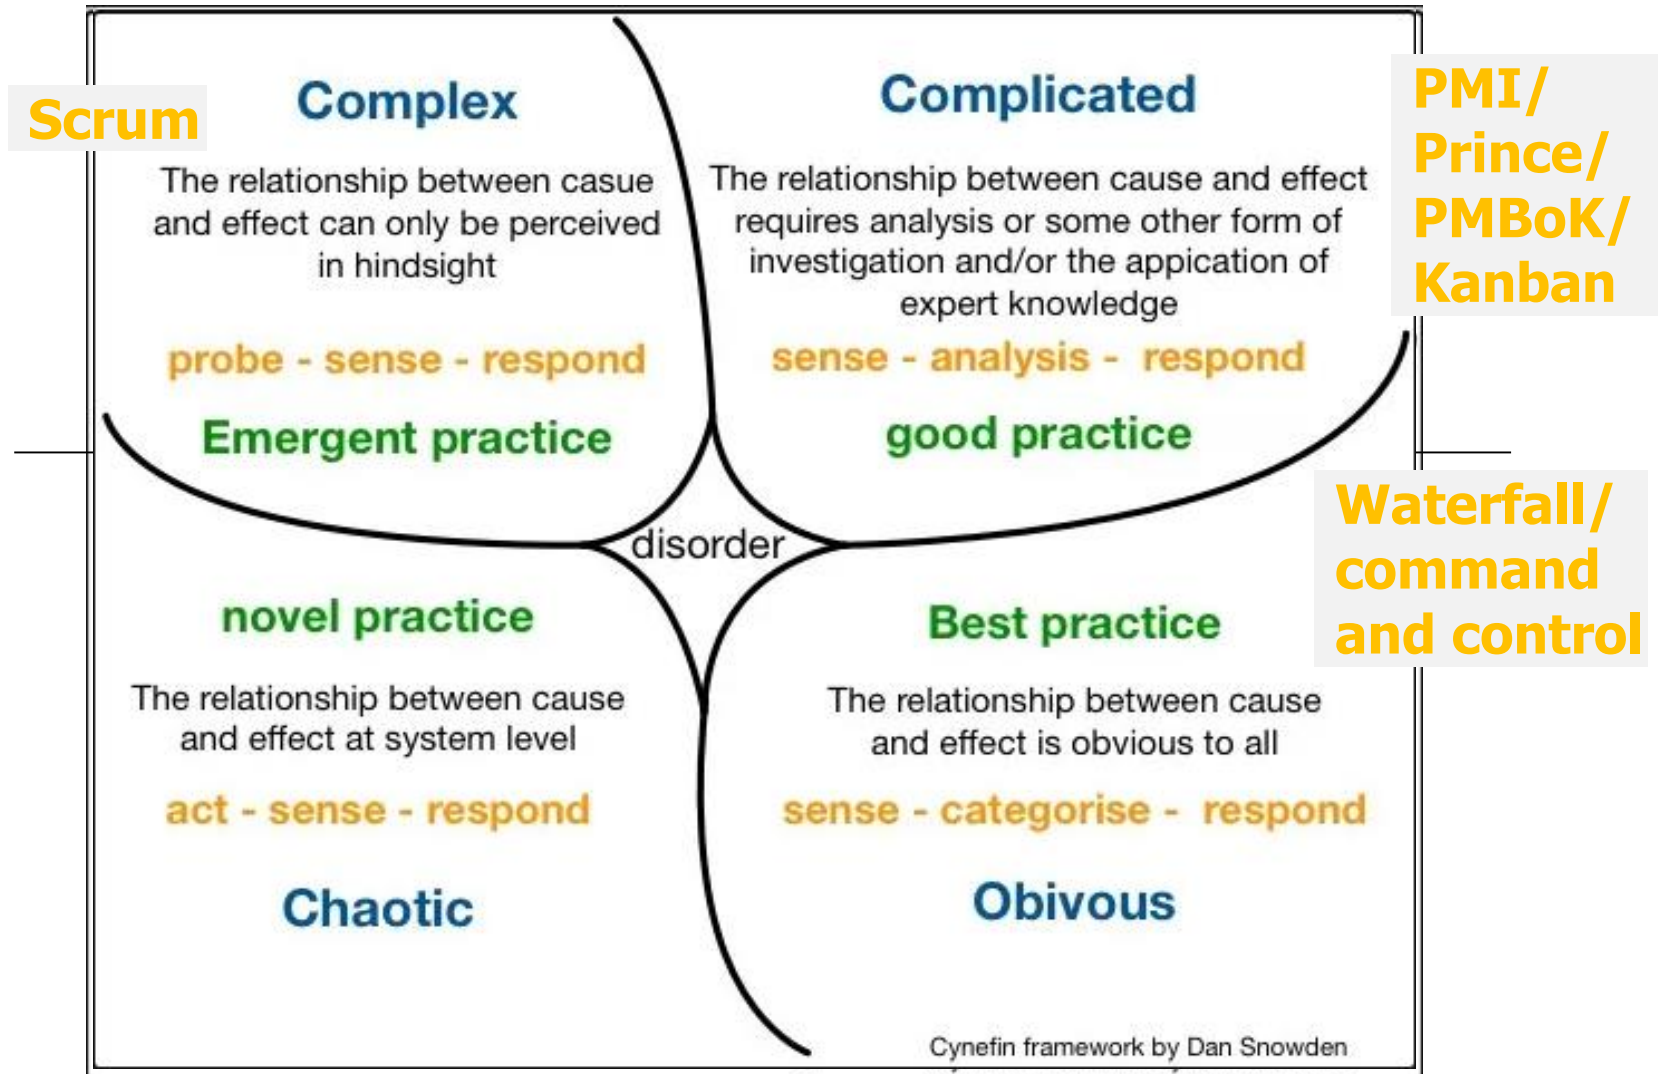 Scrum
Complex
The relationship between casue
and effect can only be perceived
in hindsight
probe - sense - respond
Emergent practice
Complicated
The relationship between cause and effect
requires analysis or some other form of
investigation and/or the appication of
expert knowledge
sense - analysis - respond
good practice
PMI/
Prince/
PMBoK/
Kanban
disorder
novel practice
The relationship between cause
and effect at system level
act - sense - respond
Chaotic
Best practice
The relationship between cause
and effect is obvious to all
sense - categorise - respond
Obivous
Waterfall/
command
and control
Cynefin framework by Dan Snowden